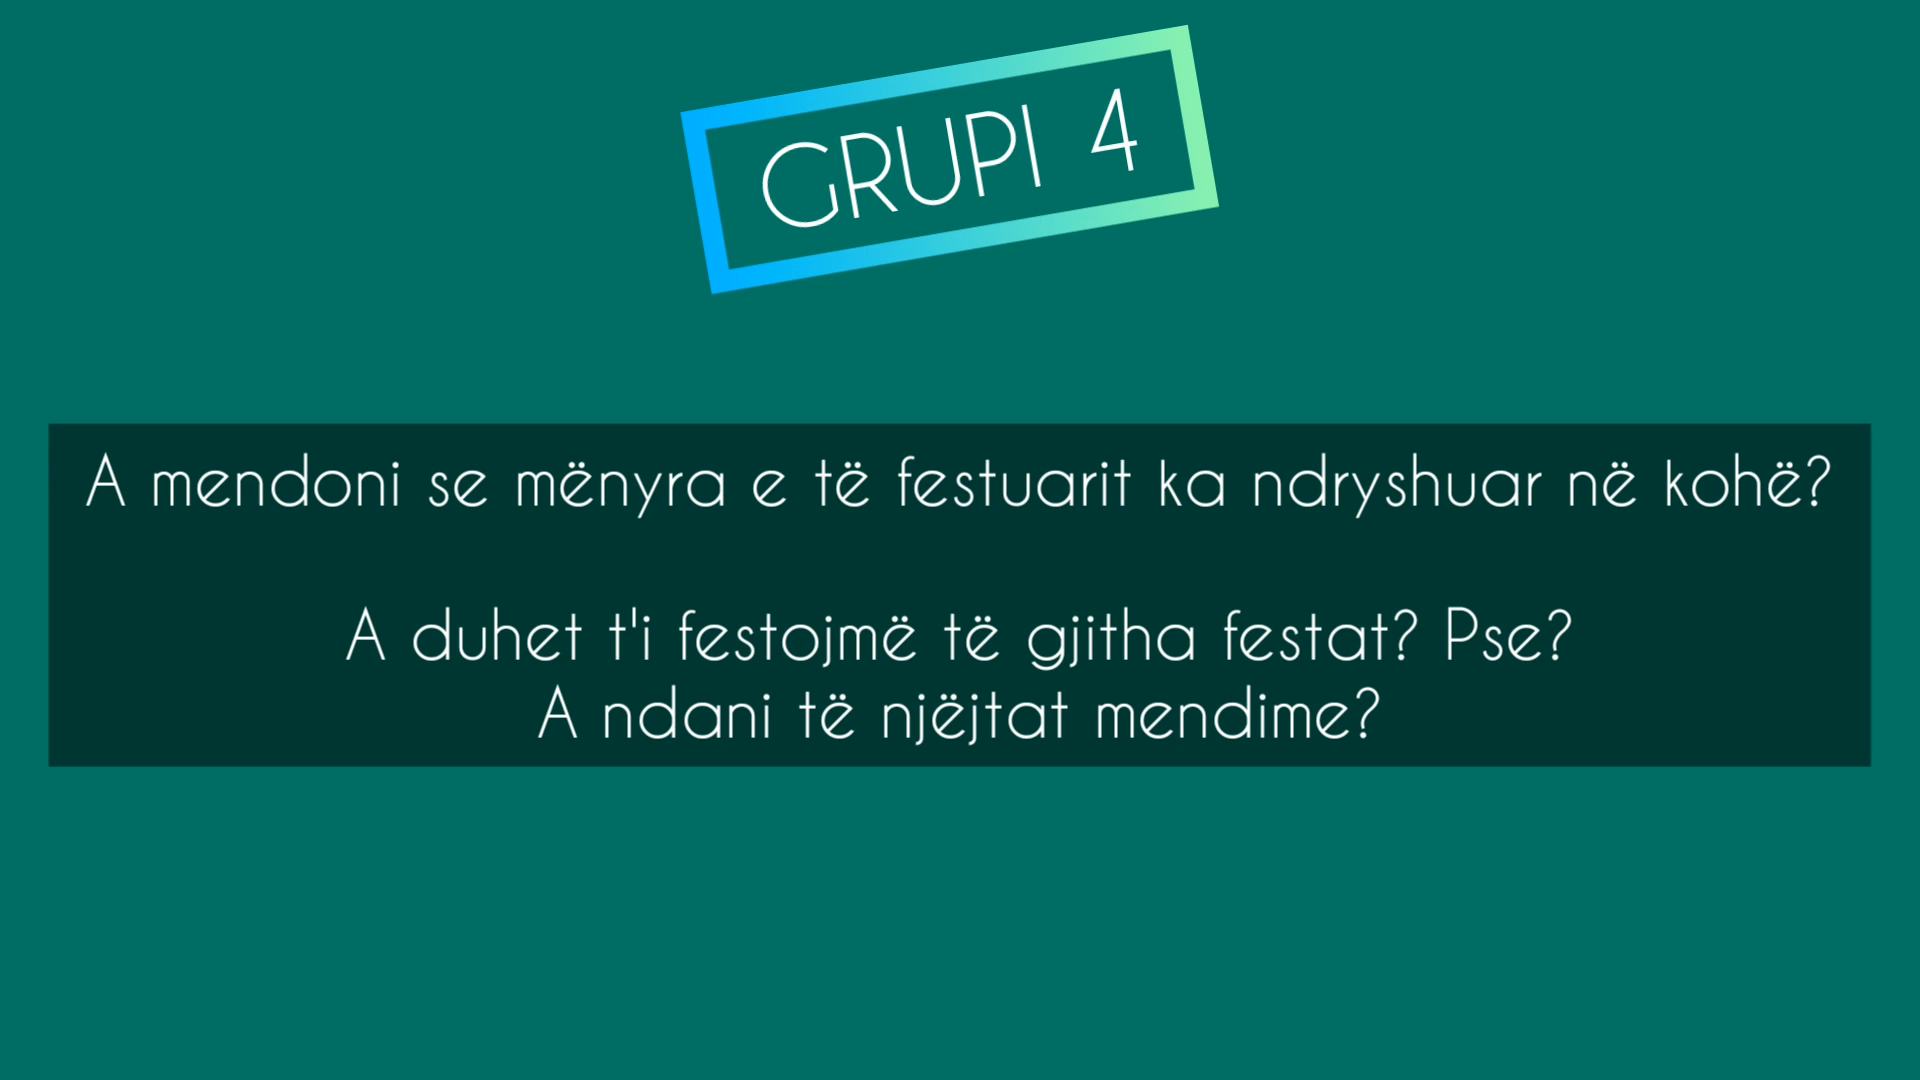 GRUPI 4
A mendoni se mënyra e të festuarit ka ndryshuar në kohë?
A duhet t'i festojmë të gjitha festat? Pse?
A ndani të njëjtat mendime?